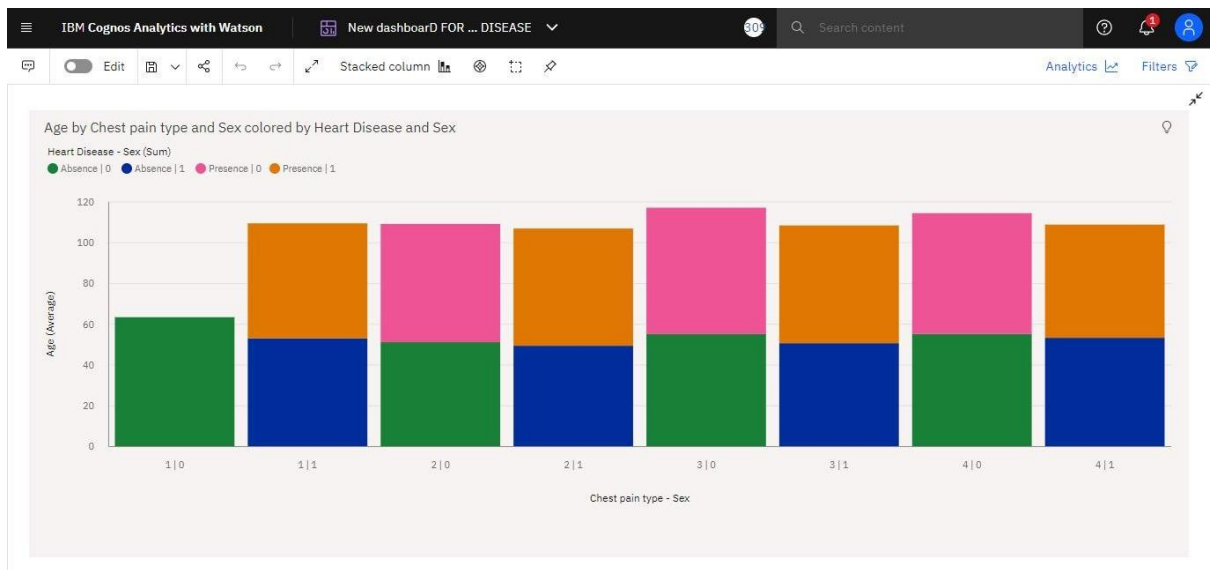 IBM Cognos Analytics with Watson
New dashboarD FOR ... DISEASE
309
Search content
1
Edit
Stacked column
Analytics
Filters
Age by Chest pain type and Sex colored by Heart Disease and Sex
Heart Disease - Sex (Sum)
Absence | 0 Absence | 1 Presence | 0 Presence | 1
120
100
80
60
40
20
0
Age (Average)
1|0 1|1 2|0 2|1 3|0 3|1 4|0 4|1
Chest pain type - Sex